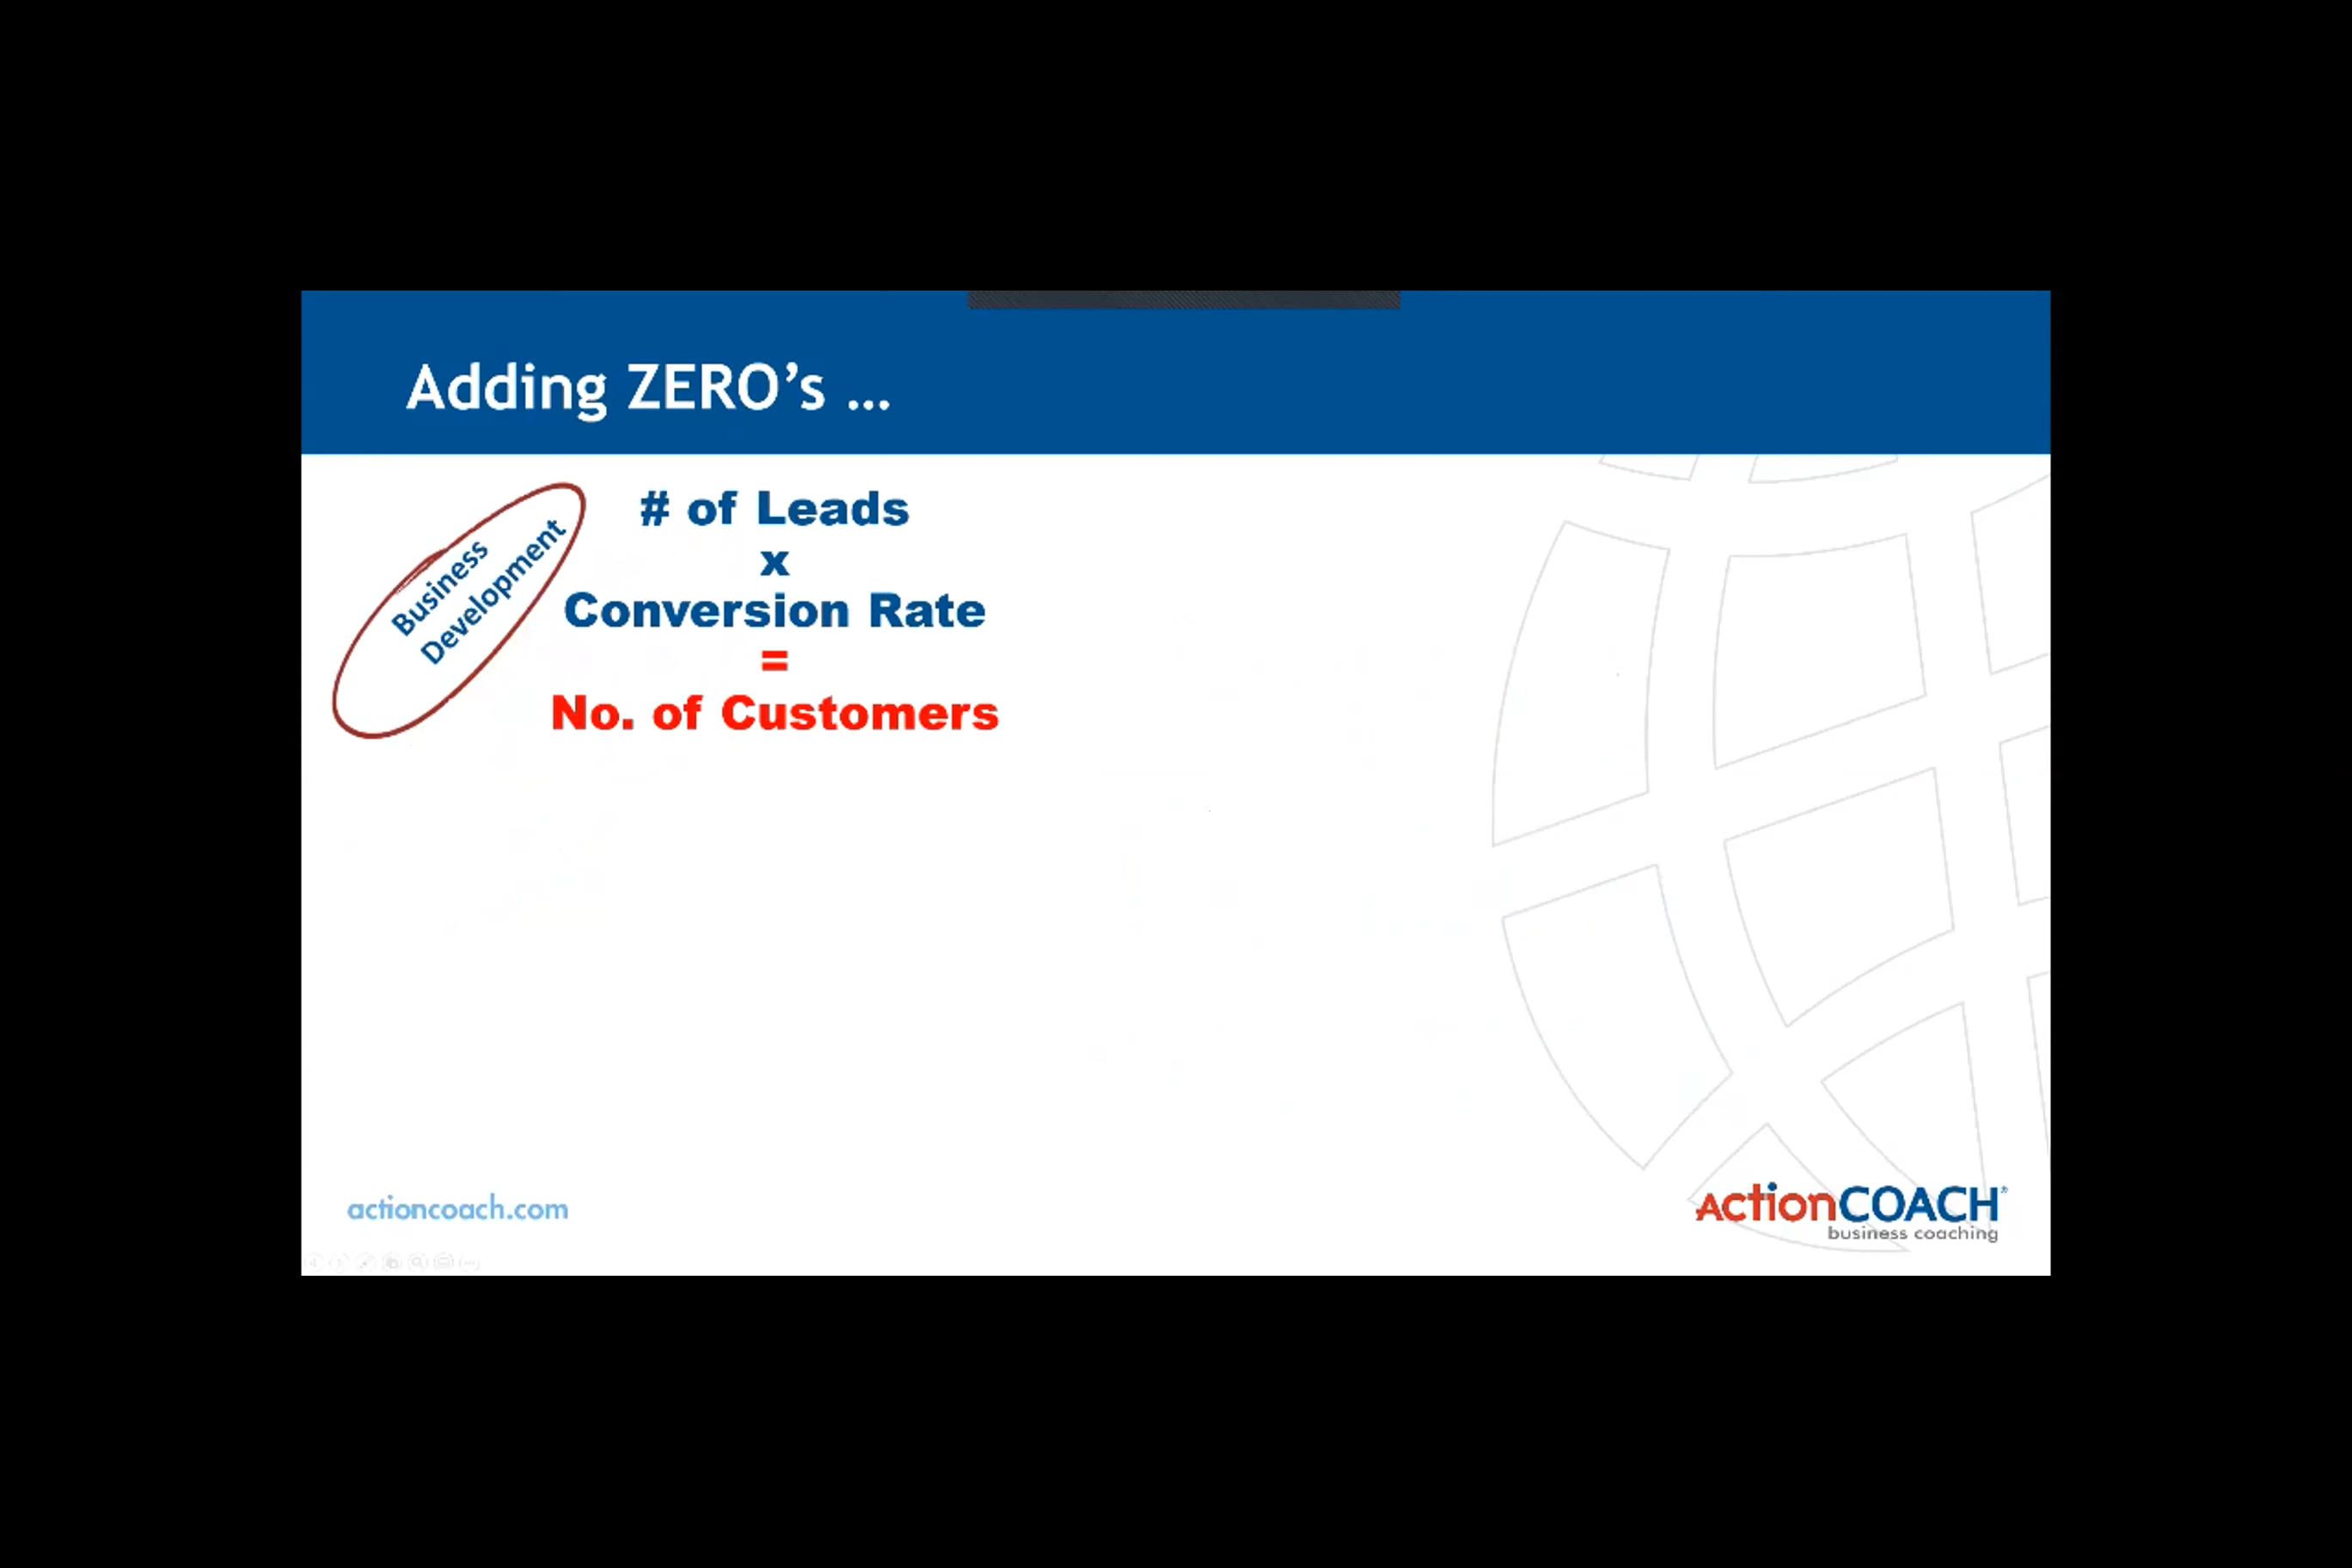 Adding ZERO’s ...
Business
Development
# of Leads
x
Conversion Rate
=
No. of Customers
actioncoach.com
ActionCOACH®
business coaching